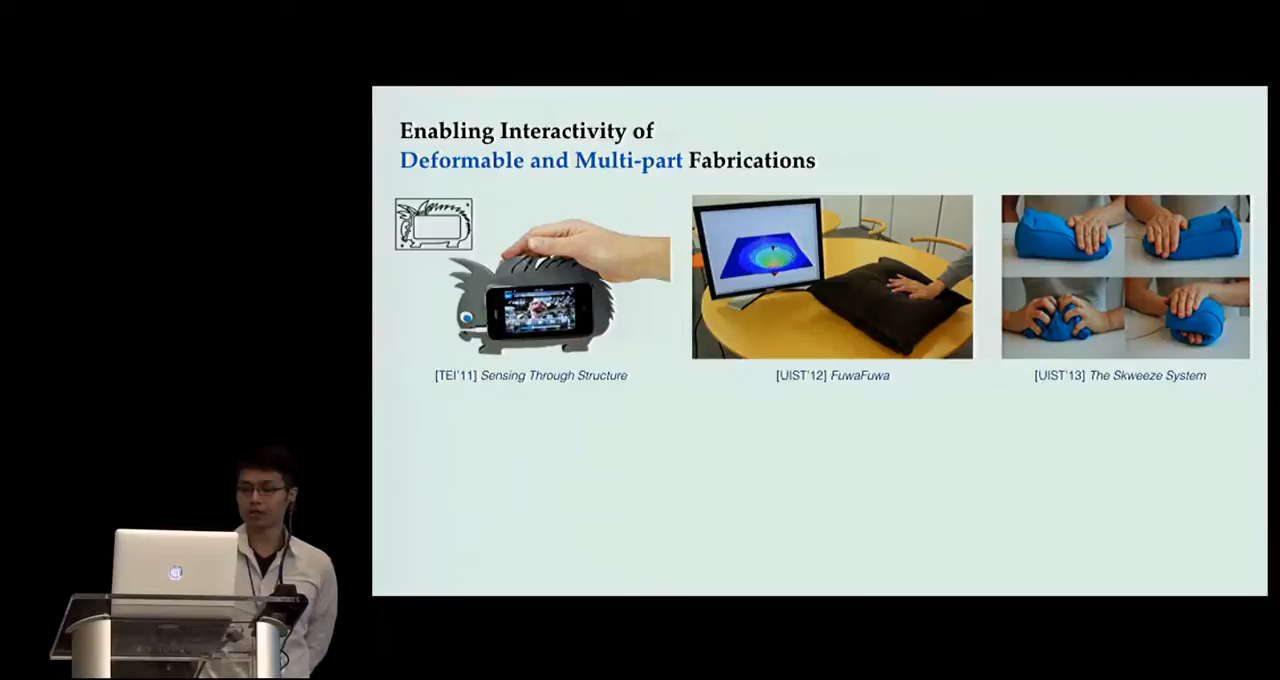 Enabling Interactivity of
Deformable and Multi-part Fabrications
[TEI'11] Sensing Through Structure
[UIST'12] FuwaFuwa
[UIST'13] The Skweeze System